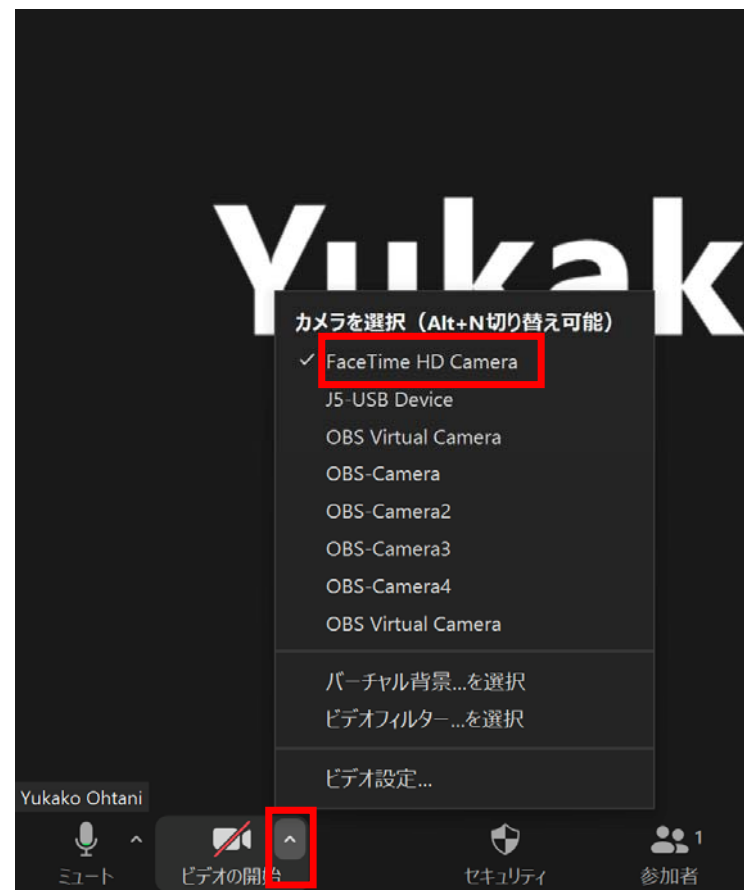 Yukak
カメラを選択（Alt+N切り替え可能）
FaceTime HD Camera
J5-USB Device
OBS Virtual Camera
OBS-Camera
OBS-Camera2
OBS-Camera3
OBS-Camera4
OBS Virtual Camera
バーチャル背景...を選択
ビデオフィルター...を選択
ビデオ設定...
Yukako Ohtani
1
ミュート ビデオの開始 セキュリティ 参加者